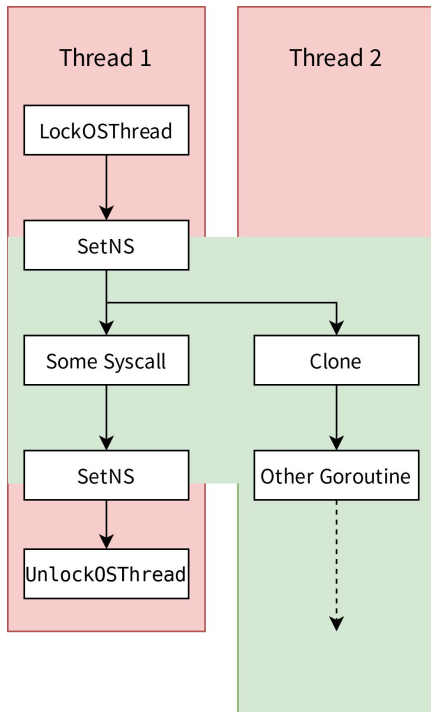 Thread 1
Thread 2
LockOSThread
SetNS
Some Syscall
Clone
SetNS
Other Goroutine
UnlockOSThread